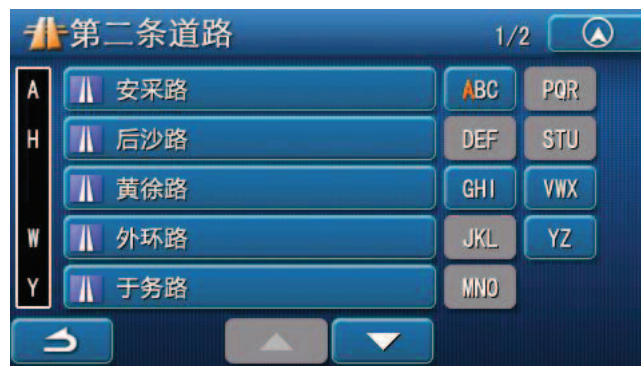 第二条道路 1/2
A 安采路 ABC PQR
H 后沙路 DEF STU
黄徐路 GHI VWX
W 外环路 JKL YZ
Y 于务路 MNO